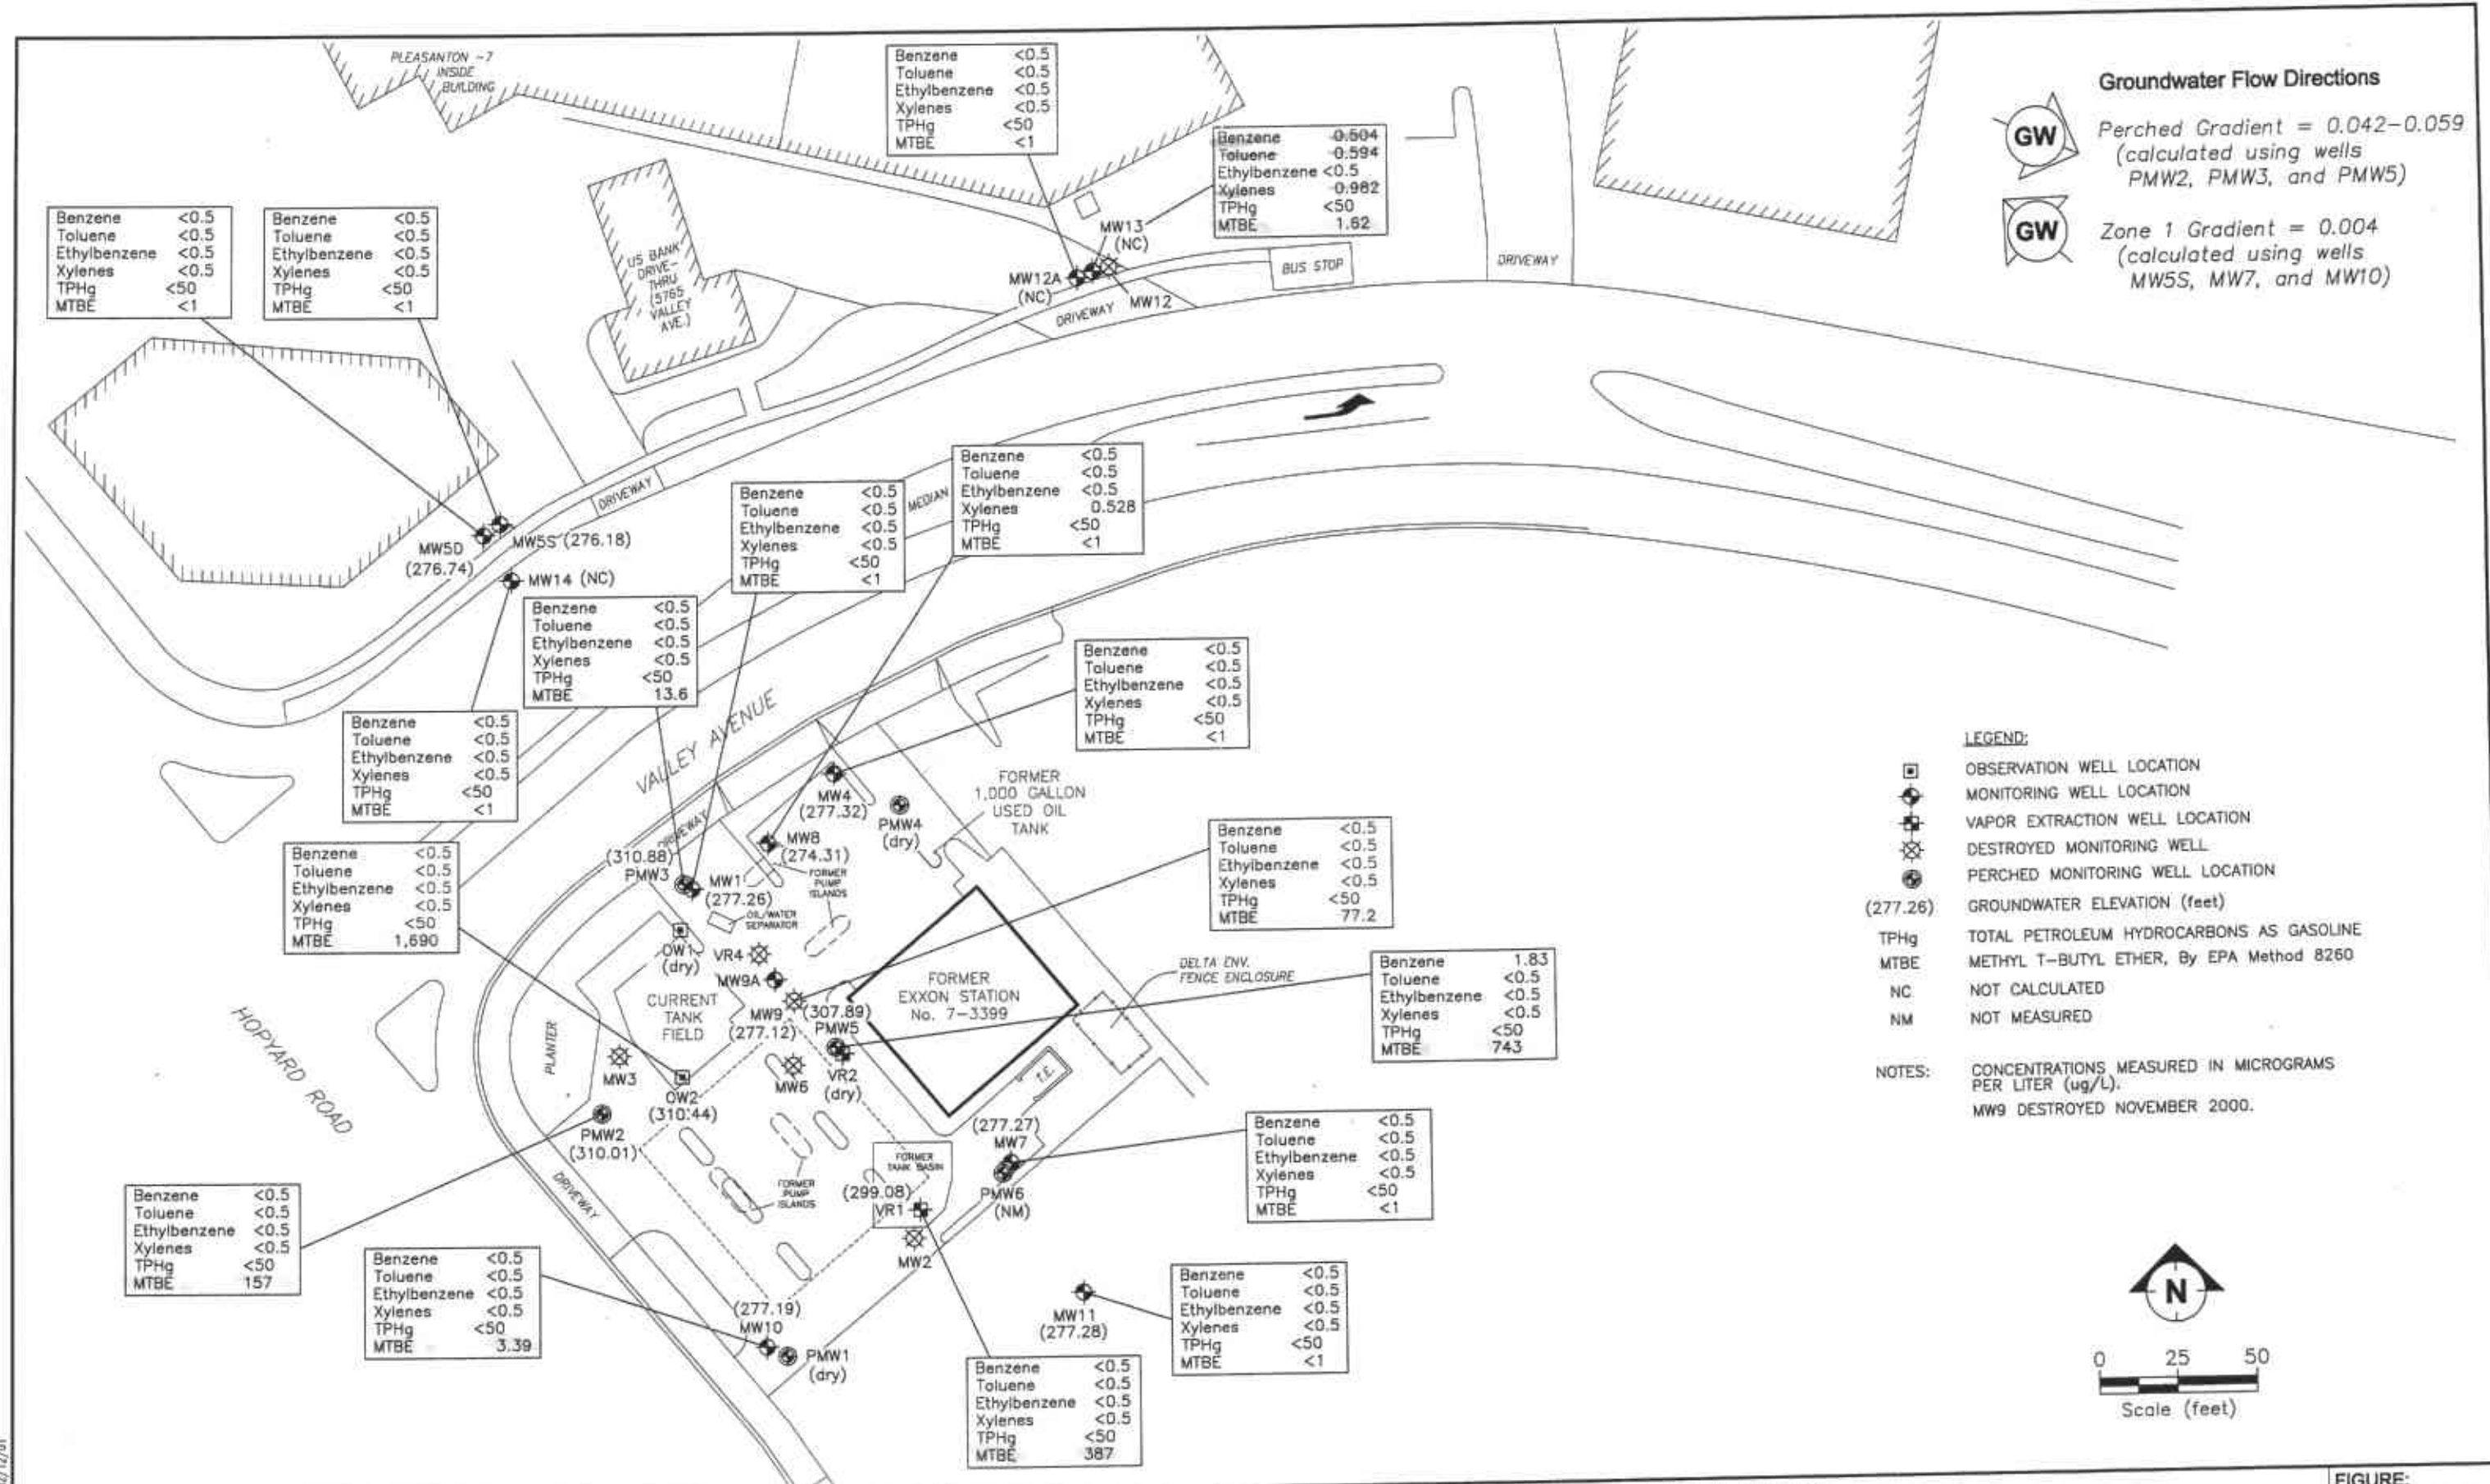 PLEASANTON -7
INSIDE
BUILDING
Benzene <0.5
Toluene <0.5
Ethylbenzene <0.5
Xylenes <0.5
TPHg <50
MTBE <1
Benzene 0.504
Toluene 0.594
Ethylbenzene <0.5
Xylenes 0.982
TPHg <50
MTBE 1.62
Groundwater Flow Directions
GW
Perched Gradient = 0.042-0.059
(calculated using wells
PMW2, PMW3, and PMW5)
GW
Zone 1 Gradient = 0.004
(calculated using wells
MW5S, MW7, and MW10)
Benzene <0.5
Toluene <0.5
Ethylbenzene <0.5
Xylenes <0.5
TPHg <50
MTBE <1
Benzene <0.5
Toluene <0.5
Ethylbenzene <0.5
Xylenes <0.5
TPHg <50
MTBE <1
US BANK
DRIVE-
THRU
(5765
VALLEY
AVE.)
MW13
(NC)
MW12A
(NC)
MW12
DRIVEWAY
BUS STOP
DRIVEWAY
DRIVEWAY
MW5D
(276.74)
MW5S (276.18)
MW14 (NC)
Benzene <0.5
Toluene <0.5
Ethylbenzene <0.5
Xylenes <0.5
TPHg <50
MTBE <1
MEDIAN
Benzene <0.5
Toluene <0.5
Ethylbenzene <0.5
Xylenes 0.528
TPHg <50
MTBE <1
Benzene <0.5
Toluene <0.5
Ethylbenzene <0.5
Xylenes <0.5
TPHg <50
MTBE 13.6
Benzene <0.5
Toluene <0.5
Ethylbenzene <0.5
Xylenes <0.5
TPHg <50
MTBE <1
Benzene <0.5
Toluene <0.5
Ethylbenzene <0.5
Xylenes <0.5
TPHg <50
MTBE <1
VALLEY AVENUE
DRIVEWAY
MW4
(277.32)
PMW4
(dry)
FORMER
1,000 GALLON
USED OIL
TANK
MW8
(274.31)
(310.88)
PMW3
MW1
(277.26)
FORMER
PUMP
ISLANDS
OIL/WATER
SEPARATOR
Benzene <0.5
Toluene <0.5
Ethylbenzene <0.5
Xylenes <0.5
TPHg <50
MTBE 1,690
Benzene <0.5
Toluene <0.5
Ethylbenzene <0.5
Xylenes <0.5
TPHg <50
MTBE 77.2
OW1
(dry)
VR4
MW9A
MW9
(277.12)
(307.89)
PMW5
CURRENT
TANK
FIELD
FORMER
EXXON STATION
No. 7-3399
DELTA ENV.
FENCE ENCLOSURE
Benzene 1.83
Toluene <0.5
Ethylbenzene <0.5
Xylenes <0.5
TPHg <50
MTBE 743
HOPYARD ROAD
PLANTER
MW3
MW6
VR2
(dry)
T.E.
OW2
(310.44)
PMW2
(310.01)
DRIVEWAY
FORMER
PUMP
ISLANDS
FORMER
TANK BASIN
(299.08)
VR1
MW2
(277.27)
MW7
PMW6
(NM)
Benzene <0.5
Toluene <0.5
Ethylbenzene <0.5
Xylenes <0.5
TPHg <50
MTBE <1
Benzene <0.5
Toluene <0.5
Ethylbenzene <0.5
Xylenes <0.5
TPHg <50
MTBE 157
Benzene <0.5
Toluene <0.5
Ethylbenzene <0.5
Xylenes <0.5
TPHg <50
MTBE 3.39
(277.19)
MW10
PMW1
(dry)
MW11
(277.28)
Benzene <0.5
Toluene <0.5
Ethylbenzene <0.5
Xylenes <0.5
TPHg <50
MTBE <1
Benzene <0.5
Toluene <0.5
Ethylbenzene <0.5
Xylenes <0.5
TPHg <50
MTBE 387
LEGEND:
OBSERVATION WELL LOCATION
MONITORING WELL LOCATION
VAPOR EXTRACTION WELL LOCATION
DESTROYED MONITORING WELL
PERCHED MONITORING WELL LOCATION
(277.26) GROUNDWATER ELEVATION (feet)
TPHg TOTAL PETROLEUM HYDROCARBONS AS GASOLINE
MTBE METHYL T-BUTYL ETHER, By EPA Method 8260
NC NOT CALCULATED
NM NOT MEASURED
NOTES: CONCENTRATIONS MEASURED IN MICROGRAMS
PER LITER (ug/L).
MW9 DESTROYED NOVEMBER 2000.
N
0 25 50
Scale (feet)
FIGURE: